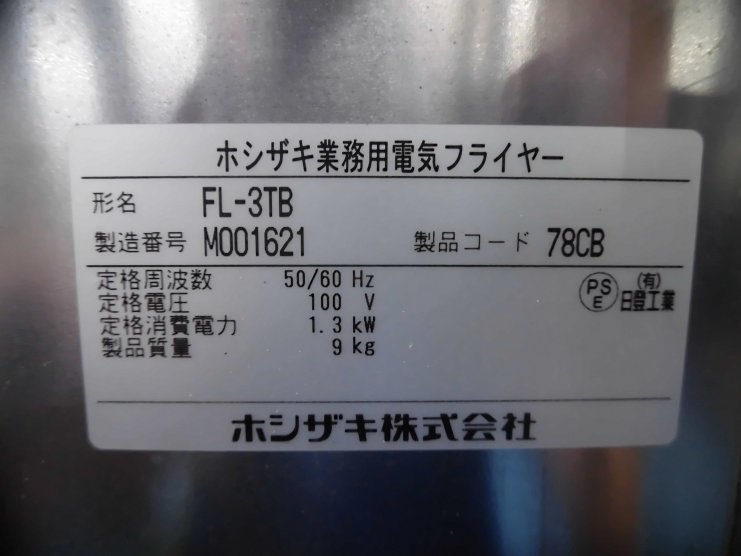 ホシザキ業務用電気フライヤー
形名 FL-3TB
製造番号 M001621 製品コード 78CB
定格周波数 50/60 Hz
定格電圧 100 V
定格消費電力 1.3 kW
製品質量 9 kg
PS
E
(有)
日登工業
ホシザキ株式会社